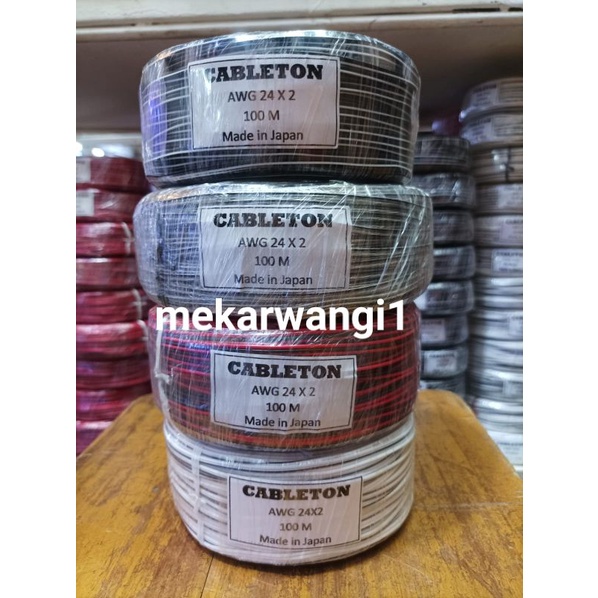 CABLETON
AWG 24 X 2
100 M
Made in Japan
CABLETON
AWG 24 X 2
100 M
Made in Japan
mekarwangi1
CABLETON
AWG 24 X 2
100 M
Made in Japan
CABLETON
AWG 24X2
100 M
Made in Japan